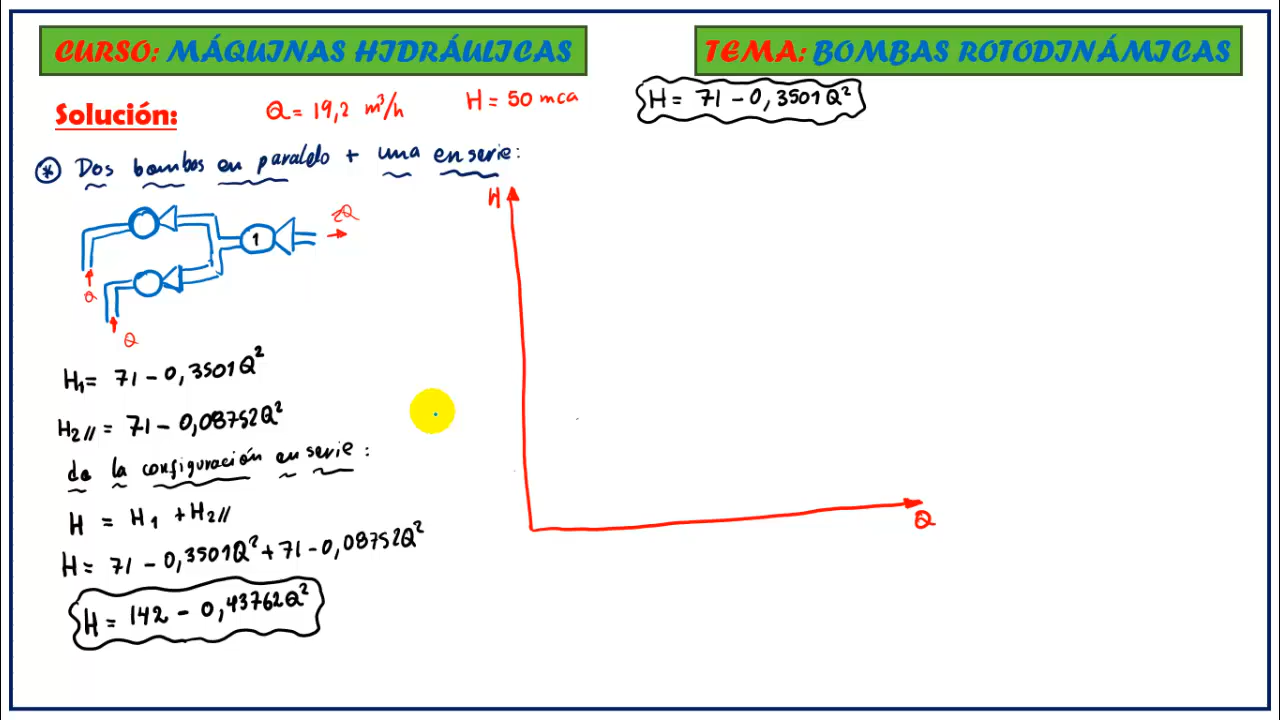 CURSO: MÁQUINAS HIDRÁULICAS
TEMA: BOMBAS ROTODINÁMICAS
Solución:
Q = 19,2 m³/h
H = 50 mca
H = 71 - 0,3501Q²
* Dos bombas en paralelo + una en serie:
H
2Q
1
Q
Q
H₁ = 71 - 0,3501Q²
H₂// = 71 - 0,08752Q²
de la configuración en serie:
H = H₁ + H₂//
H = 71 - 0,3501Q² + 71 - 0,08752Q²
H = 142 - 0,43762Q²
Q